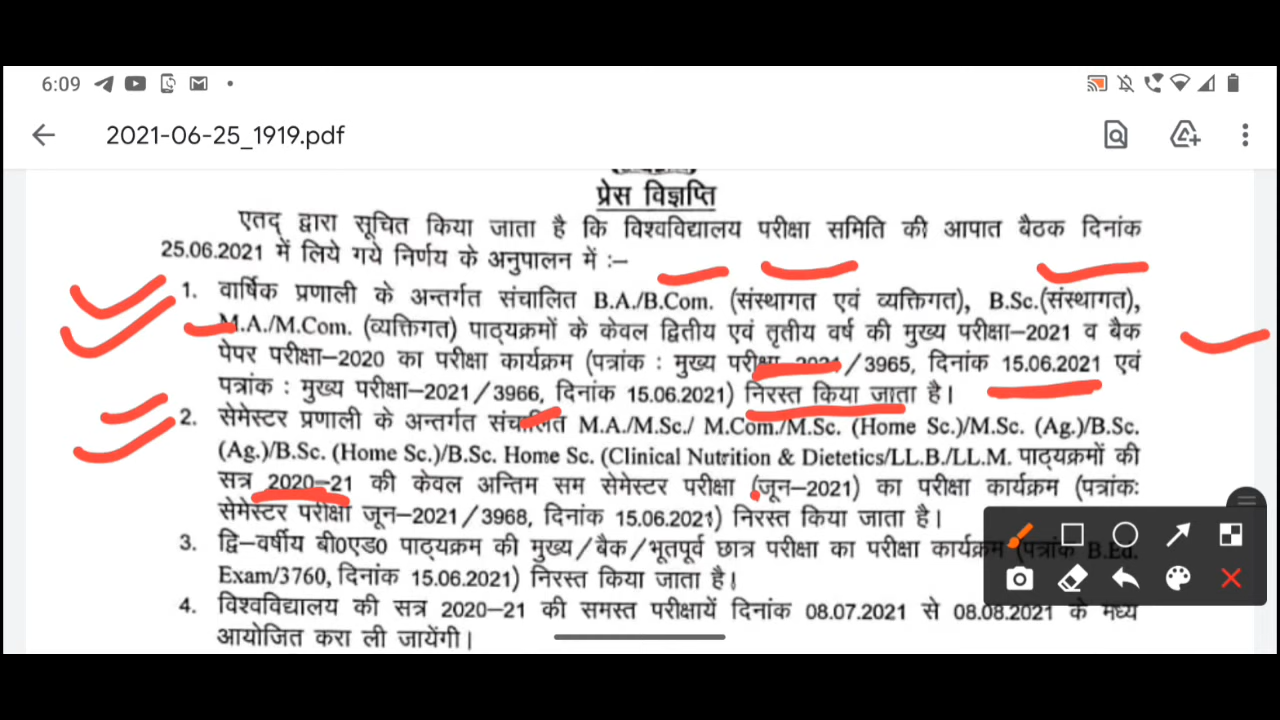 6:09
2021-06-25_1919.pdf
प्रेस विज्ञप्ति
एतद् द्वारा सूचित किया जाता है कि विश्वविद्यालय परीक्षा समिति की आपात बैठक दिनांक
25.06.2021 में लिये गये निर्णय के अनुपालन में :–
1. वार्षिक प्रणाली के अन्तर्गत संचालित B.A./B.Com. (संस्थागत एवं व्यक्तिगत), B.Sc.(संस्थागत),
M.A./M.Com. (व्यक्तिगत) पाठ्यक्रमों के केवल द्वितीय एवं तृतीय वर्ष की मुख्य परीक्षा–2021 व बैक
पेपर परीक्षा–2020 का परीक्षा कार्यक्रम (पत्रांक : मुख्य परीक्षा 2021/3965, दिनांक 15.06.2021 एवं
पत्रांक : मुख्य परीक्षा–2021/3966, दिनांक 15.06.2021) निरस्त किया जाता है।
2. सेमेस्टर प्रणाली के अन्तर्गत संचालित M.A./M.Sc./ M.Com./M.Sc. (Home Sc.)/M.Sc. (Ag.)/B.Sc.
(Ag.)/B.Sc. (Home Sc.)/B.Sc. Home Sc. (Clinical Nutrition & Dietetics/LL.B./LL.M. पाठ्यक्रमों की
सत्र 2020–21 की केवल अन्तिम सम सेमेस्टर परीक्षा (जून–2021) का परीक्षा कार्यक्रम (पत्रांकः
सेमेस्टर परीक्षा जून–2021/3968, दिनांक 15.06.2021) निरस्त किया जाता है।
3. द्वि–वर्षीय बी0एड0 पाठ्यक्रम की मुख्य/बैक/भूतपूर्व छात्र परीक्षा का परीक्षा कार्यक्रम (पत्रांक B.Ed.
Exam/3760, दिनांक 15.06.2021) निरस्त किया जाता है।
4. विश्वविद्यालय की सत्र 2020–21 की समस्त परीक्षायें दिनांक 08.07.2021 से 08.08.2021 के मध्य
आयोजित करा ली जायेंगी।